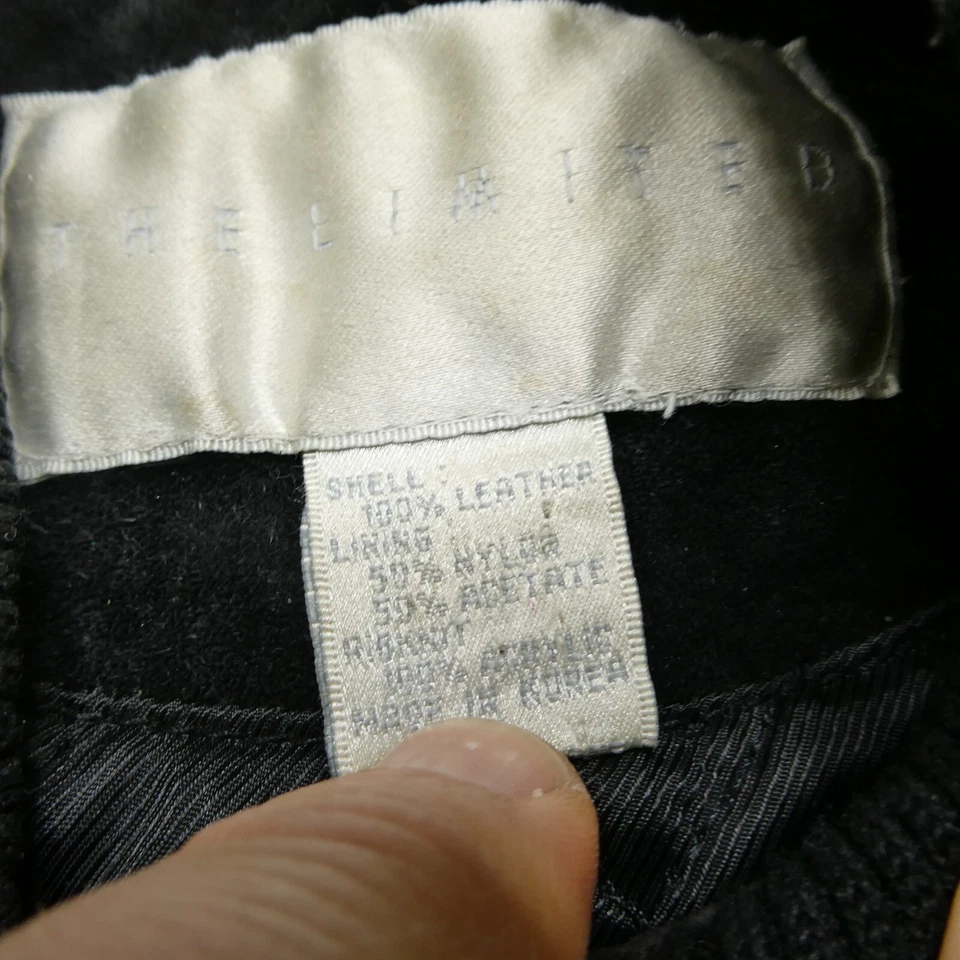 THE LIMITED
SHELL :
100% LEATHER
LINING :
50% NYLON
50% ACETATE
RIBKNIT
100% ACRYLIC
MADE IN KOREA